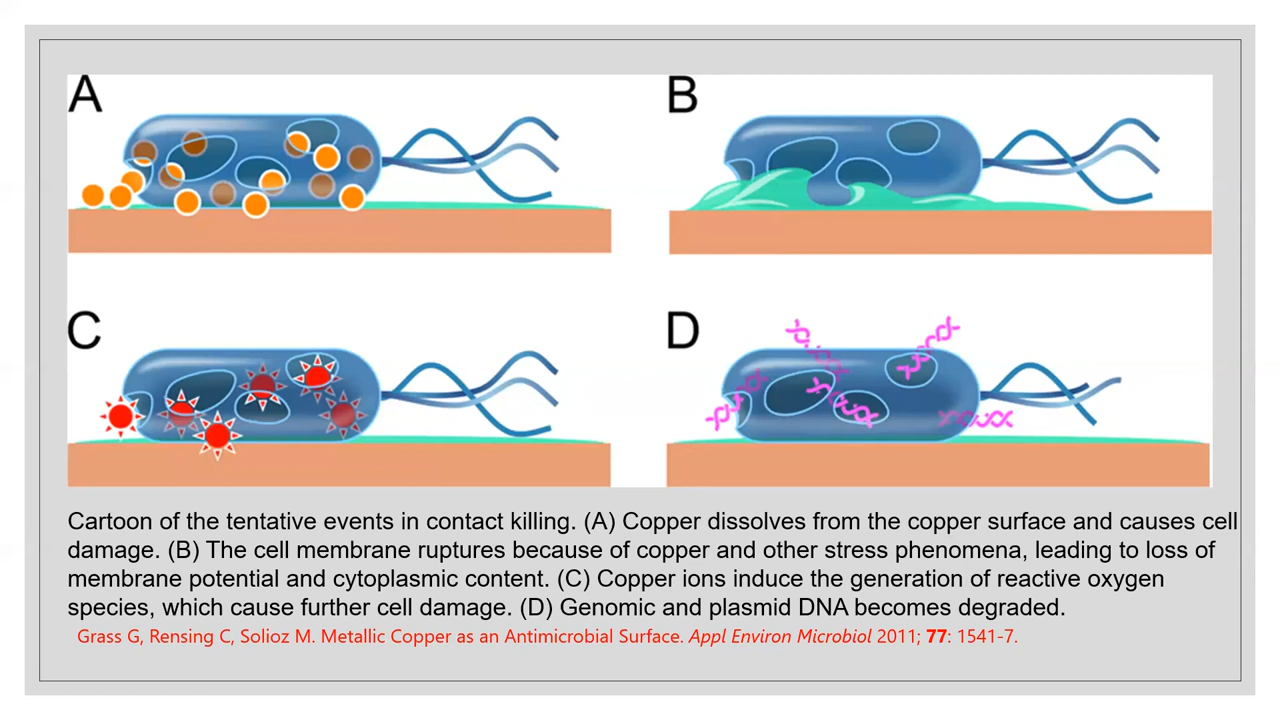 A
B
C
D
Cartoon of the tentative events in contact killing. (A) Copper dissolves from the copper surface and causes cell
damage. (B) The cell membrane ruptures because of copper and other stress phenomena, leading to loss of
membrane potential and cytoplasmic content. (C) Copper ions induce the generation of reactive oxygen
species, which cause further cell damage. (D) Genomic and plasmid DNA becomes degraded.
Grass G, Rensing C, Solioz M. Metallic Copper as an Antimicrobial Surface. Appl Environ Microbiol 2011; 77: 1541-7.